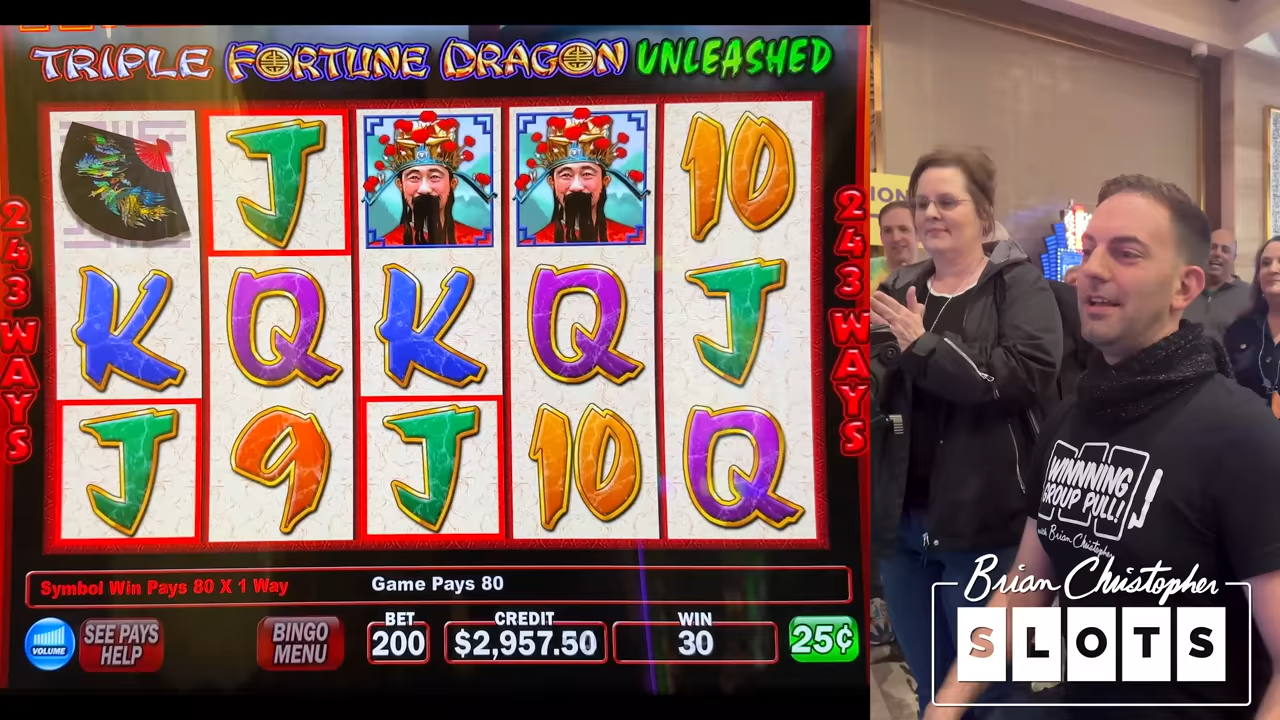 TRIPLE FORTUNE DRAGON UNLEASHED
J
10
K
Q
K
Q
J
J
9
J
10
Q
243 WAYS
243 WAYS
Symbol Win Pays 80 X 1 Way
Game Pays 80
VOLUME
SEE PAYS
HELP
BINGO
MENU
BET
200
CREDIT
$2,957.50
WIN
30
25¢
ION
WINNNING
GROUP PULL!
with Brian Christopher
Brian Christopher
SLOTS